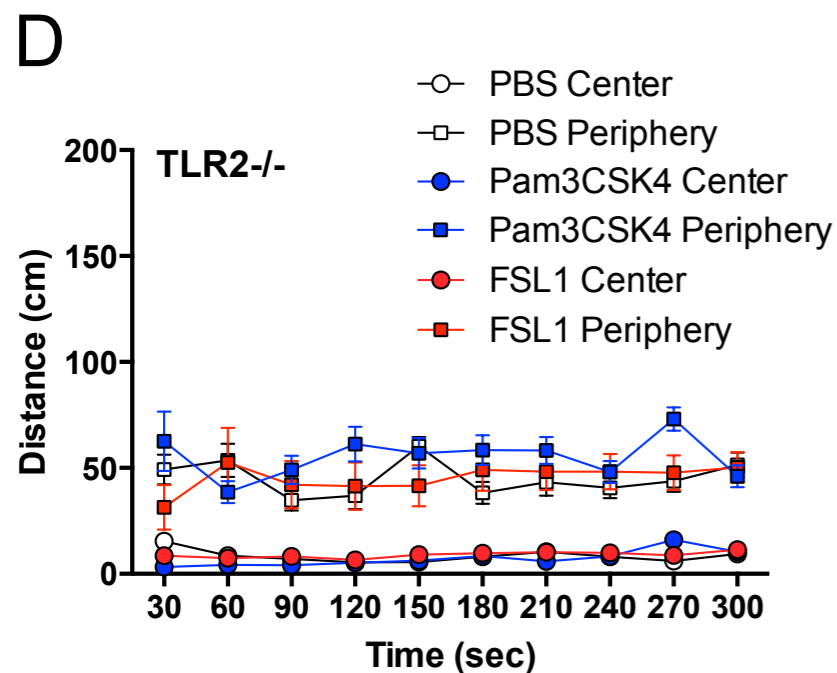 D
PBS Center
PBS Periphery
Pam3CSK4 Center
Pam3CSK4 Periphery
FSL1 Center
FSL1 Periphery
TLR2-/-
200
150
100
50
0
Distance (cm)
30 60 90 120 150 180 210 240 270 300
Time (sec)